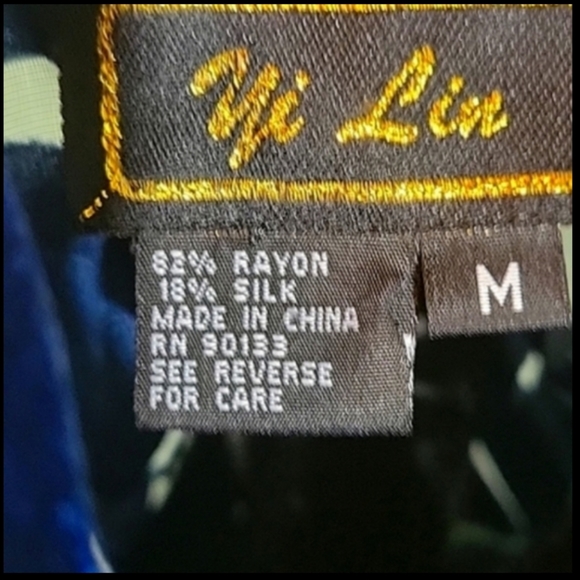 Yi Lin
82% RAYON
18% SILK
MADE IN CHINA
RN 90133
SEE REVERSE
FOR CARE
M